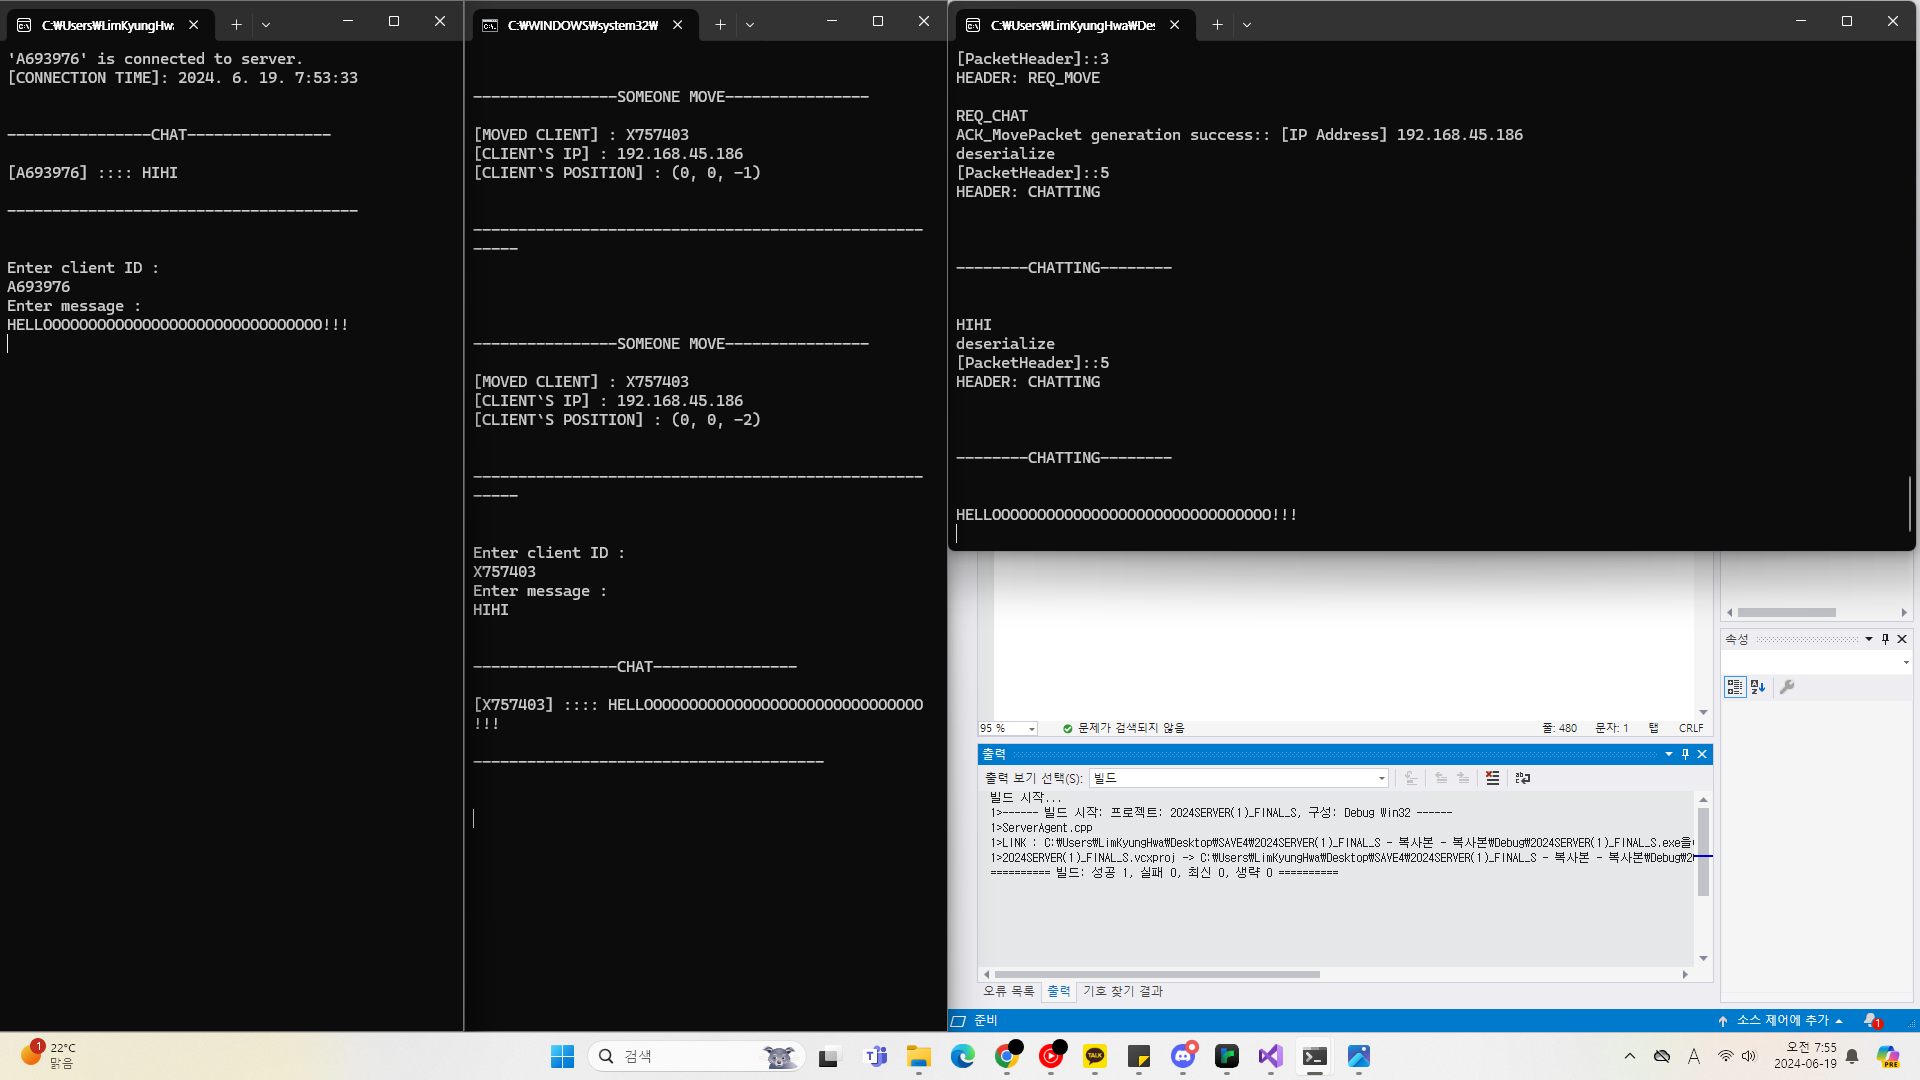 C:₩Users₩LimKyungHwa
'A693976' is connected to server.
[CONNECTION TIME]: 2024. 6. 19. 7:53:33
----------------CHAT----------------
[A693976] :::: HIHI
---------------------------------------
Enter client ID :
A693976
Enter message :
HELLOOOOOOOOOOOOOOOOOOOOOOOOOOOOOOO!!!
C:₩WINDOWS₩system32₩
----------------SOMEONE MOVE----------------
[MOVED CLIENT] : X757403
[CLIENT`S IP] : 192.168.45.186
[CLIENT`S POSITION] : (0, 0, -1)
--------------------------------------------------
-----
----------------SOMEONE MOVE----------------
[MOVED CLIENT] : X757403
[CLIENT`S IP] : 192.168.45.186
[CLIENT`S POSITION] : (0, 0, -2)
--------------------------------------------------
-----
Enter client ID :
X757403
Enter message :
HIHI
----------------CHAT----------------
[X757403] :::: HELLOOOOOOOOOOOOOOOOOOOOOOOOOOOOOOO
!!!
---------------------------------------
C:₩Users₩LimKyungHwa₩Des
[PacketHeader]::3
HEADER: REQ_MOVE
REQ_CHAT
ACK_MovePacket generation success:: [IP Address] 192.168.45.186
deserialize
[PacketHeader]::5
HEADER: CHATTING
--------CHATTING--------
HIHI
deserialize
[PacketHeader]::5
HEADER: CHATTING
--------CHATTING--------
HELLOOOOOOOOOOOOOOOOOOOOOOOOOOOOOOO!!!
속성
95 %
문제가 검색되지 않음
줄: 480
문자: 1
탭
CRLF
출력
출력 보기 선택(S):
빌드
빌드 시작...
1>------ 빌드 시작: 프로젝트: 2024SERVER(1)_FINAL_S, 구성: Debug Win32 ------
1>ServerAgent.cpp
1>LINK : C:₩Users₩LimKyungHwa₩Desktop₩SAVE4₩2024SERVER(1)_FINAL_S - 복사본 - 복사본₩Debug₩2024SERVER(1)_FINAL_S.exe을
1>2024SERVER(1)_FINAL_S.vcxproj -> C:₩Users₩LimKyungHwa₩Desktop₩SAVE4₩2024SERVER(1)_FINAL_S - 복사본 - 복사본₩Debug₩2
========== 빌드: 성공 1, 실패 0, 최신 0, 생략 0 ==========
오류 목록
출력
기호 찾기 결과
준비
소스 제어에 추가
1
1
22°C
맑음
검색
TALK
A
오전 7:55
2024-06-19
PRE